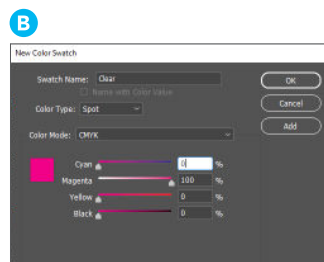 B
New Color Swatch
Swatch Name: Clear
Name with Color Value
Color Type: Spot
Color Mode: CMYK
Cyan 0 %
Magenta 100 %
Yellow 0 %
Black 0 %
OK
Cancel
Add